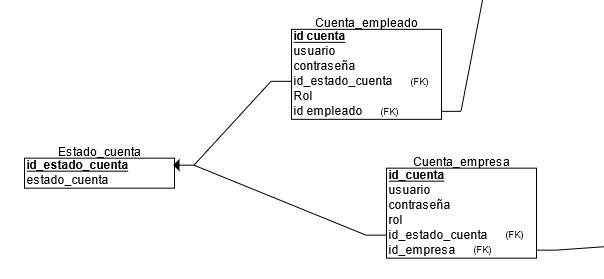 Cuenta_empleado
id cuenta
usuario
contraseña
id_estado_cuenta (FK)
Rol
id empleado (FK)
Estado_cuenta
id_estado_cuenta
estado_cuenta
Cuenta_empresa
id_cuenta
usuario
contraseña
rol
id_estado_cuenta (FK)
id_empresa (FK)